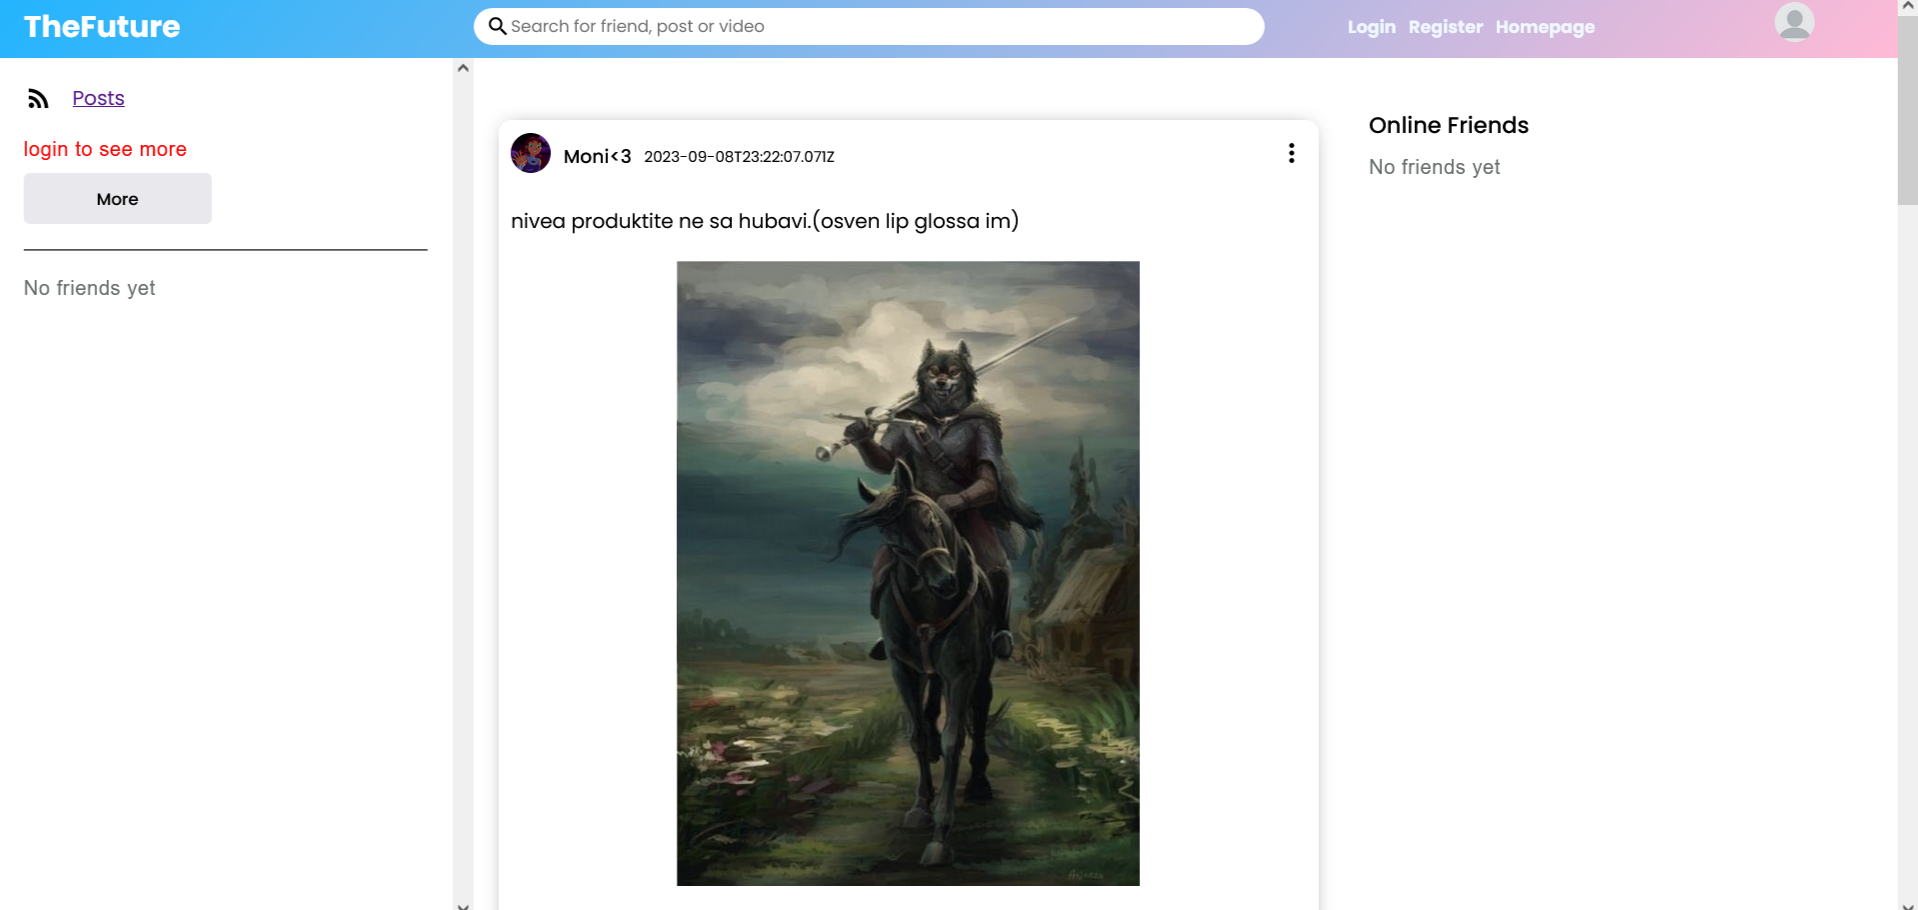 TheFuture
Search for friend, post or video
Login Register Homepage
Posts
login to see more
More
No friends yet
Moni<3 2023-09-08T23:22:07.071Z
nivea produktite ne sa hubavi.(osven lip glossa im)
Online Friends
No friends yet